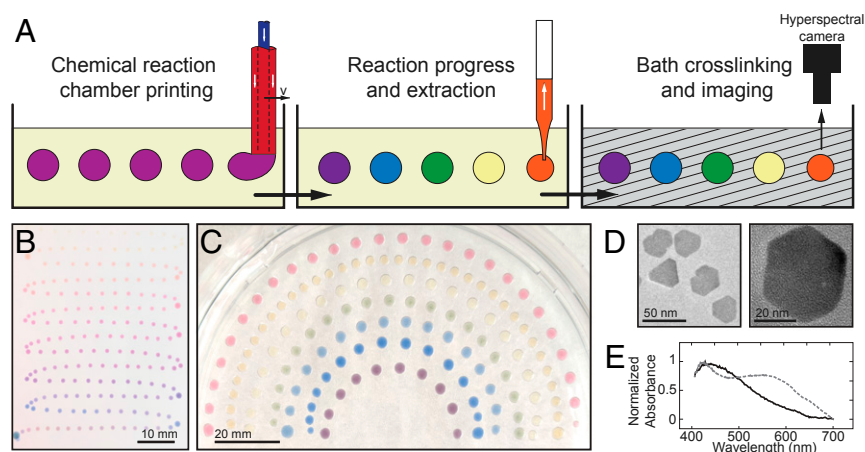 A
Chemical reaction
chamber printing
v
Reaction progress
and extraction
Bath crosslinking
and imaging
Hyperspectral
camera
B
10 mm
C
20 mm
D
50 nm
20 nm
E
Normalized
Absorbance
1
0.5
0
400
500
600
700
Wavelength (nm)